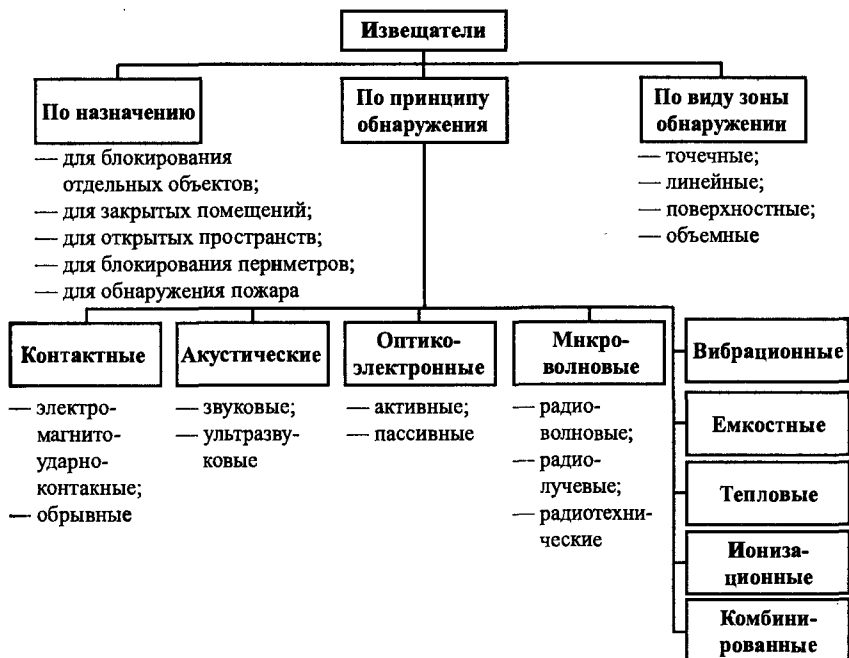 Извещатели
По назначению
— для блокирования
отдельных объектов;
— для закрытых помещений;
— для открытых пространств;
— для блокирования периметров;
— для обнаружения пожара
По принципу
обнаружения
По виду зоны
обнаружении
— точечные;
— линейные;
— поверхностные;
— объемные
Контактные
— электро-
магнито-
ударно-
контакные;
— обрывные
Акустические
— звуковые;
— ультразву-
ковые
Оптико-
электронные
— активные;
— пассивные
Микро-
волновые
— радио-
волновые;
— радио-
лучевые;
— радиотехни-
ческие
Вибрационные
Емкостные
Тепловые
Иониза-
ционные
Комбини-
рованные